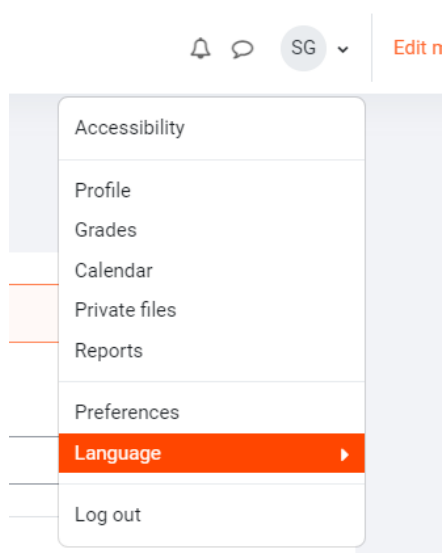 SG
Edit
Accessibility
Profile
Grades
Calendar
Private files
Reports
Preferences
Language
Log out